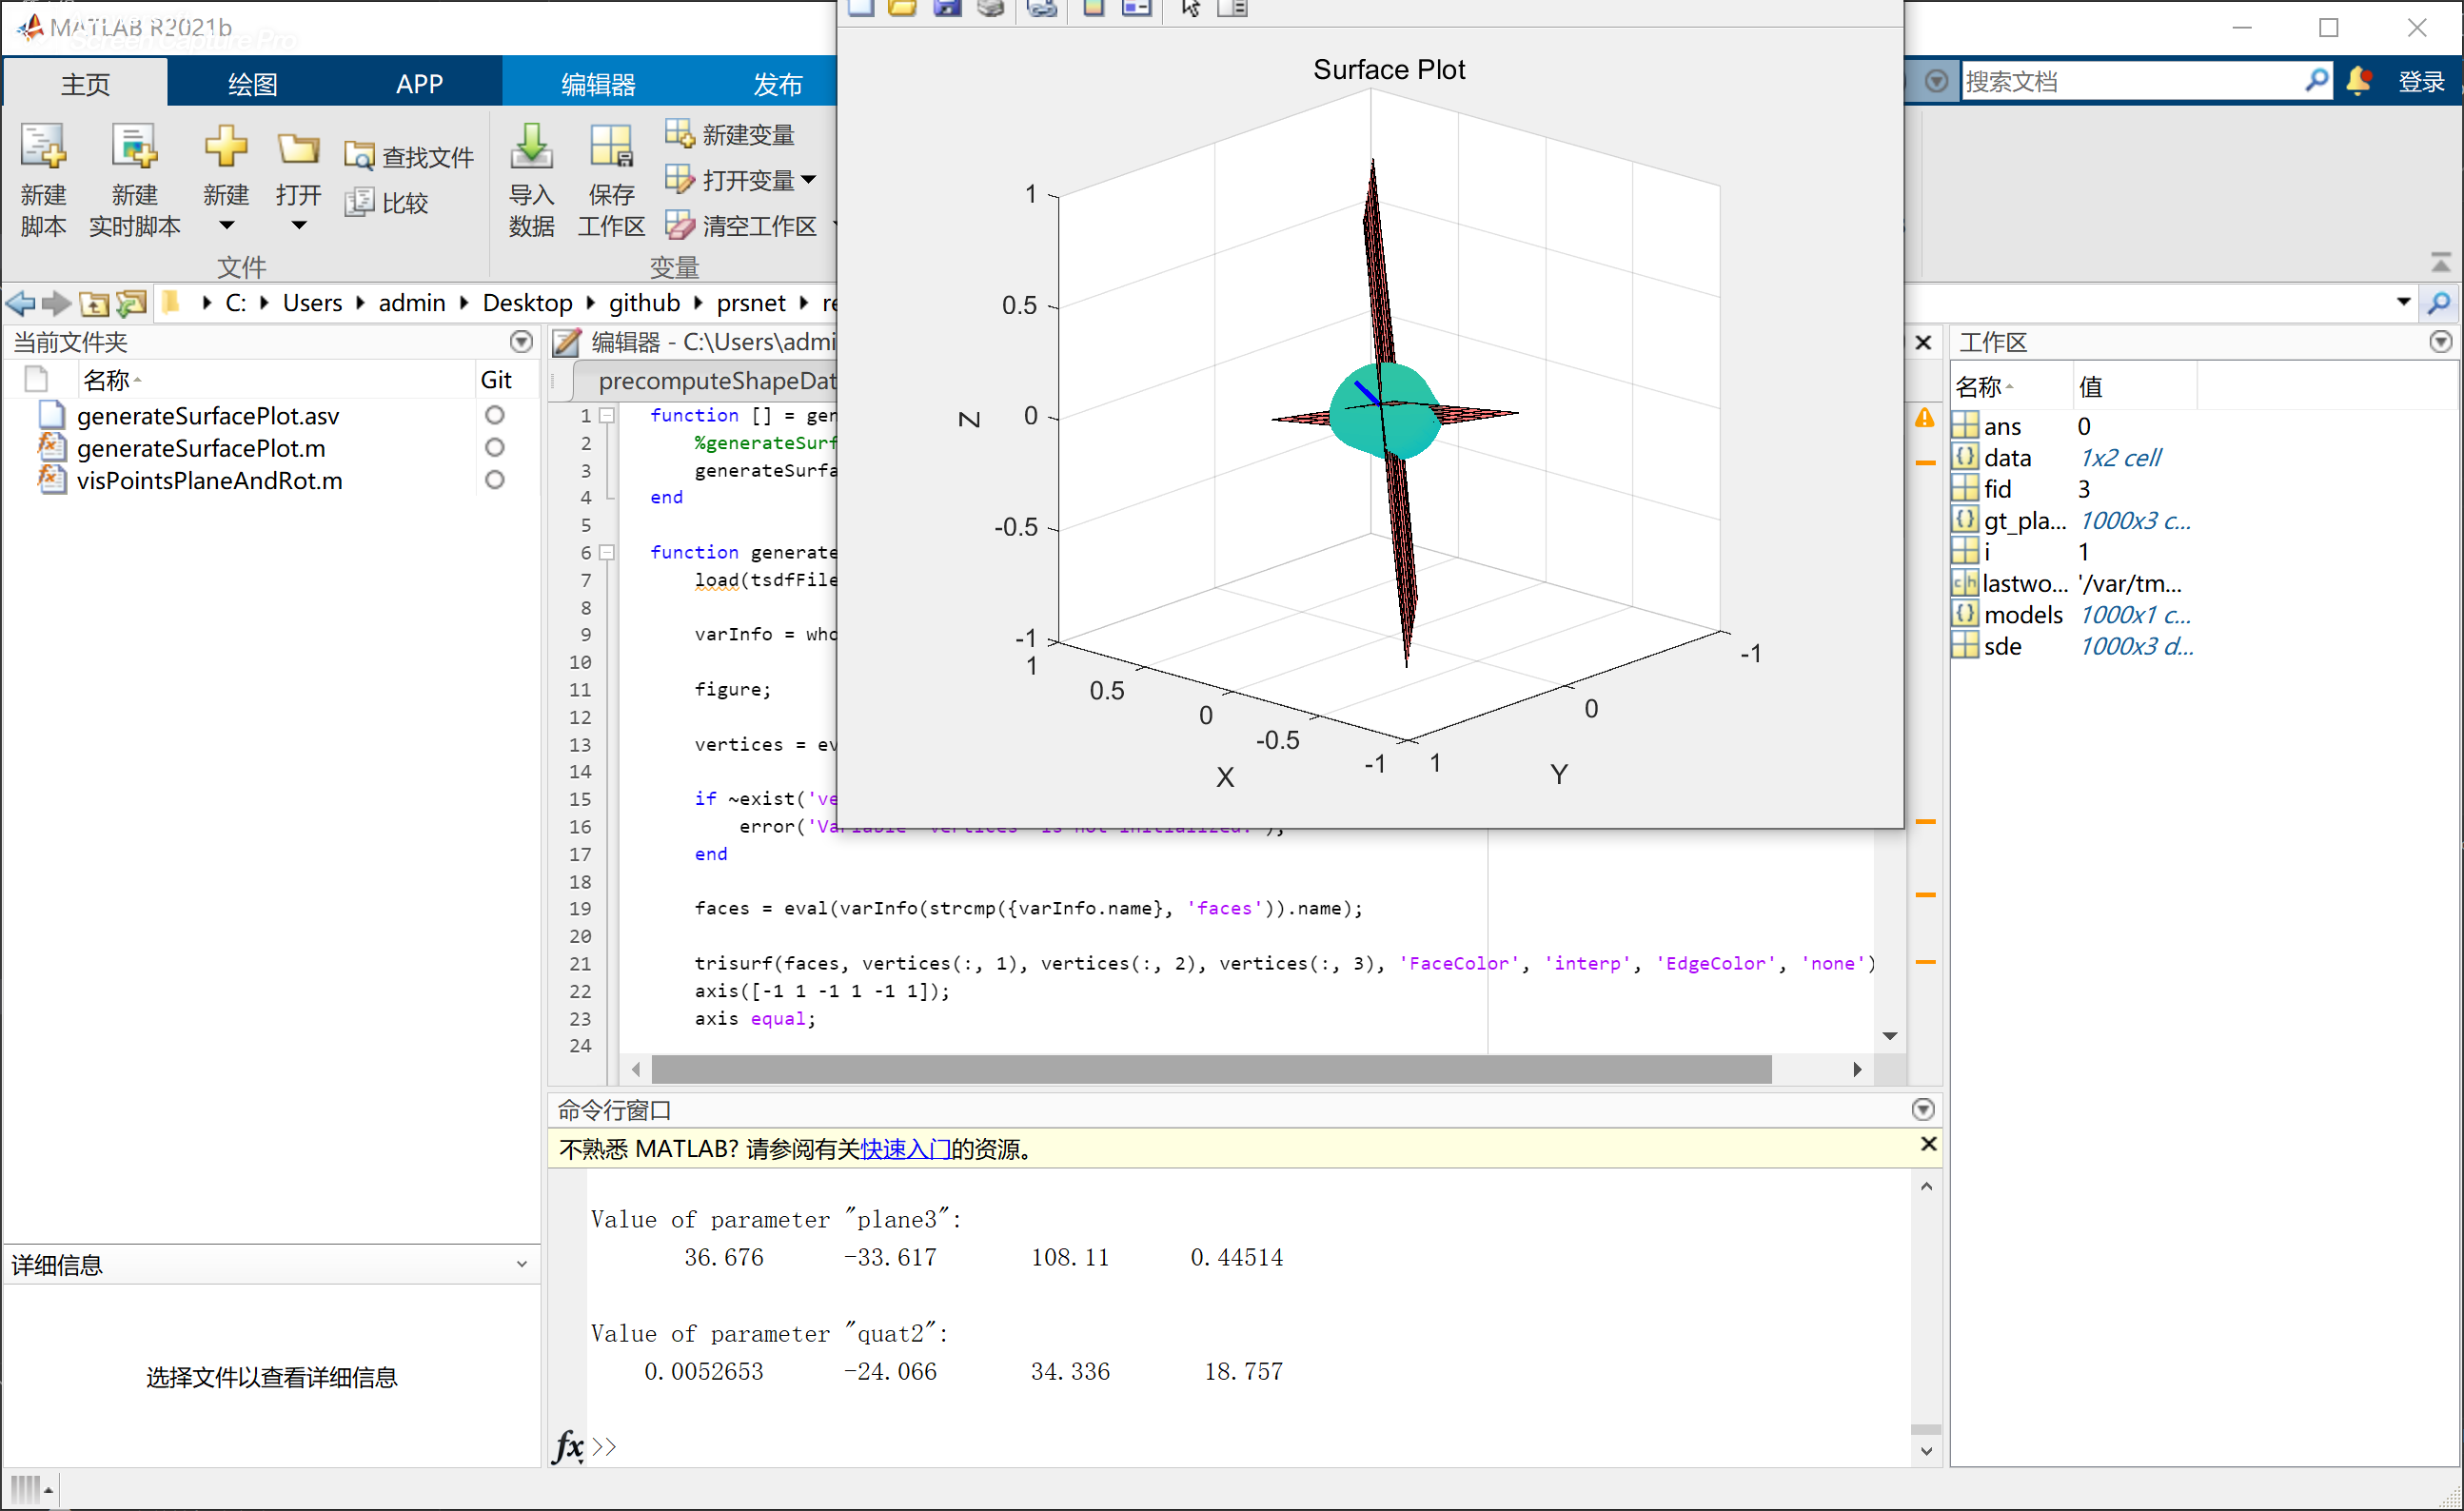 MATLAB R2021b
Screen Capture Pro
主页 绘图 APP 编辑器 发布
搜索文档 登录
新建
脚本
新建
实时脚本
新建
打开
查找文件
比较
文件
导入
数据
保存
工作区
新建变量
打开变量
清空工作区
变量
C: Users admin Desktop github prsnet re
当前文件夹
名称 Git
generateSurfacePlot.asv
generateSurfacePlot.m
visPointsPlaneAndRot.m
详细信息
选择文件以查看详细信息
编辑器 - C:\Users\admi
precomputeShapeDat
1 function [] = gen
2 %generateSurf
3 generateSurfa
4 end
5
6 function generate
7 load(tsdfFile
8
9 varInfo = who
10
11 figure;
12
13 vertices = ev
14
15 if ~exist('ve
16 error('Variable 'vertices' is not initialized.');
17 end
18
19 faces = eval(varInfo(strcmp({varInfo.name}, 'faces')).name);
20
21 trisurf(faces, vertices(:, 1), vertices(:, 2), vertices(:, 3), 'FaceColor', 'interp', 'EdgeColor', 'none')
22 axis([-1 1 -1 1 -1 1]);
23 axis equal;
24
Surface Plot
1
0.5
0
-0.5
-1
Z
1
0.5
0
-0.5
-1
X
1
0
-1
Y
命令行窗口
不熟悉 MATLAB? 请参阅有关快速入门的资源。
Value of parameter "plane3":
36.676 -33.617 108.11 0.44514
Value of parameter "quat2":
0.0052653 -24.066 34.336 18.757
fx >>
工作区
名称 值
ans 0
data 1x2 cell
fid 3
gt_pla... 1000x3 c...
i 1
lastwo... '/var/tm...
models 1000x1 c...
sde 1000x3 d...